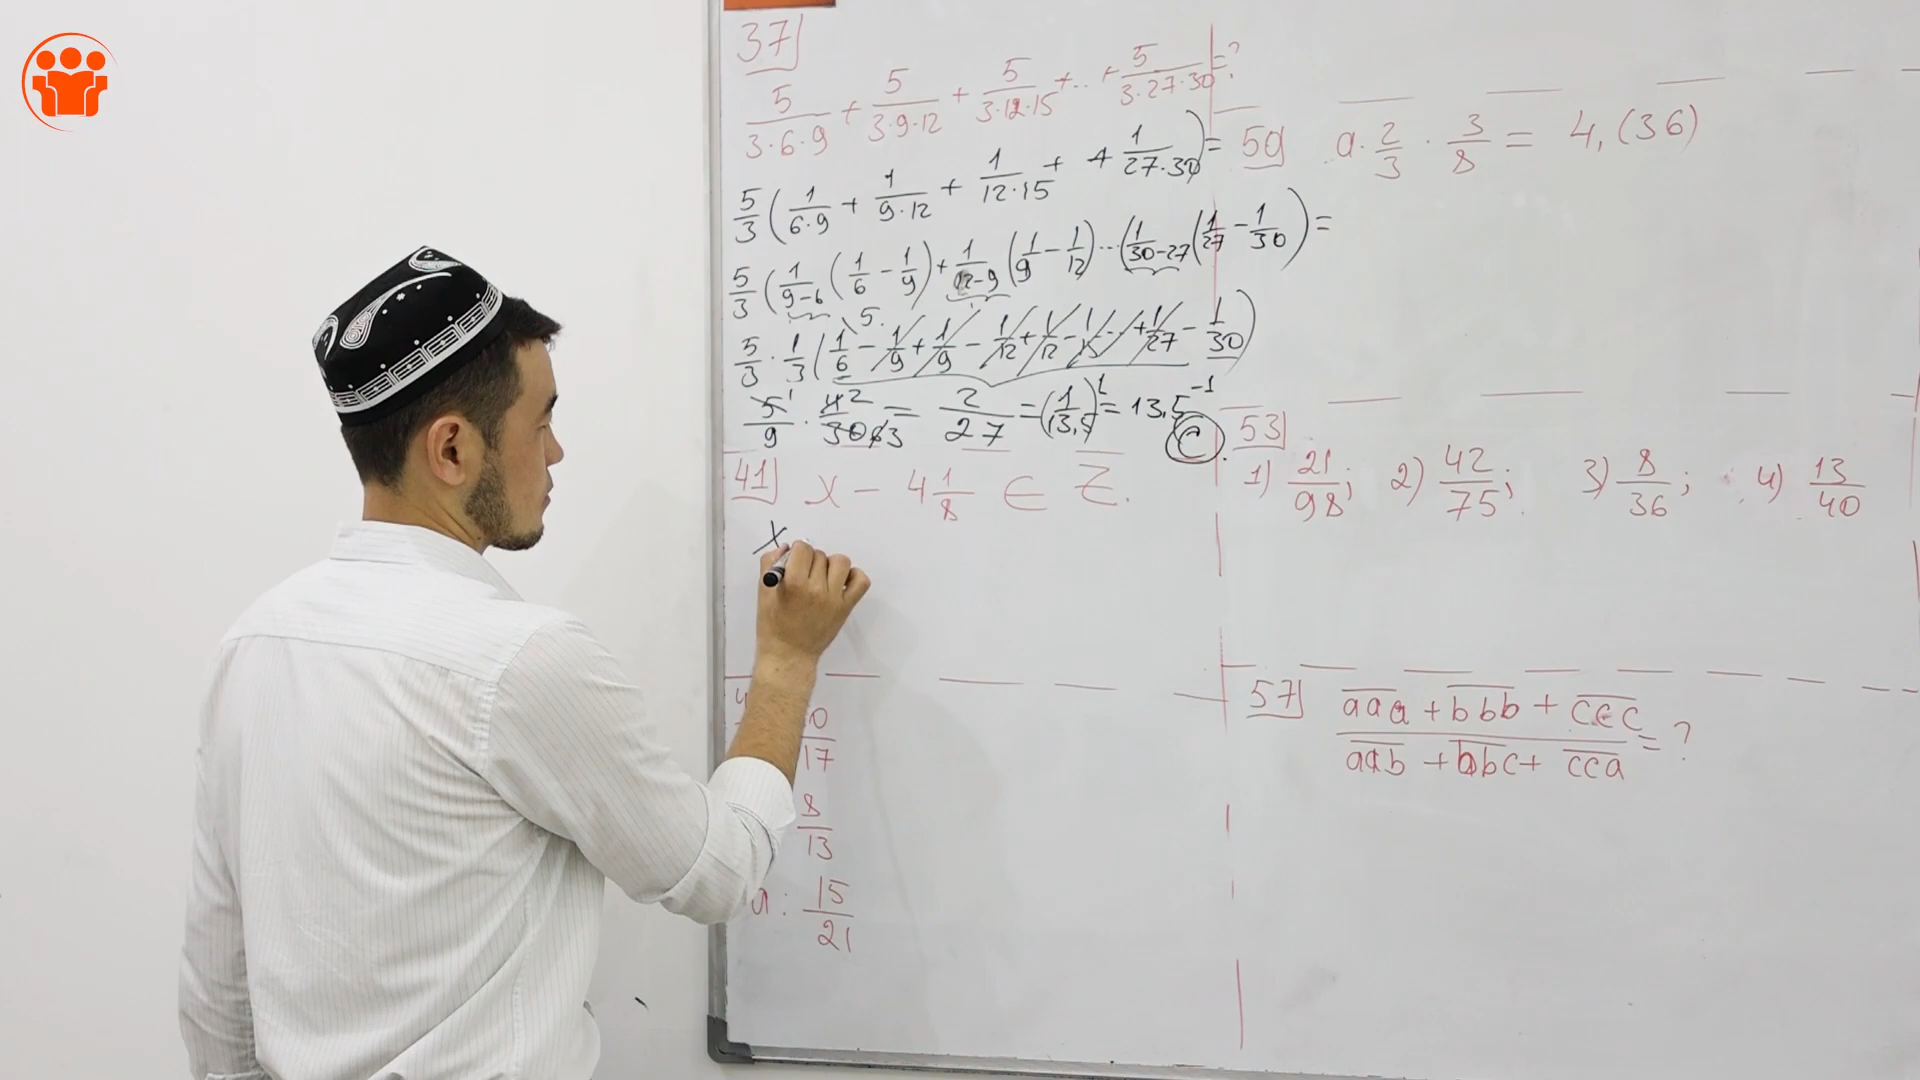 37
5/(3·6·9) + 5/(3·9·12) + 5/(3·12·15) + .. + 5/(3·27·30) = ?
5/3 (1/(6·9) + 1/(9·12) + 1/(12·15) + + 1/(27·30)) =
5/3 (1/(9-6) (1/6 - 1/9) + 1/(12-9) (1/9 - 1/12) ... (1/(30-27) (1/27 - 1/30)) =
5.
5/3 · 1/3 (1/6 - 1/9 + 1/9 - 1/12 + 1/12 - 1/15 - + 1/27 - 1/30)
5¹/9 · 4²/(30·63) = 2/27 = (1/13,5)¹ = 13,5⁻¹ C.
41 x - 4 1/8 ∈ Z.
x
17
8/13
a : 15/21
50 a · 2/3 · 3/8 = 4,(36)
53
1) 21/98; 2) 42/75; 3) 8/36; 4) 13/40
57 (aaa + bbb + ccc)/(aab + bbc + cca) = ?